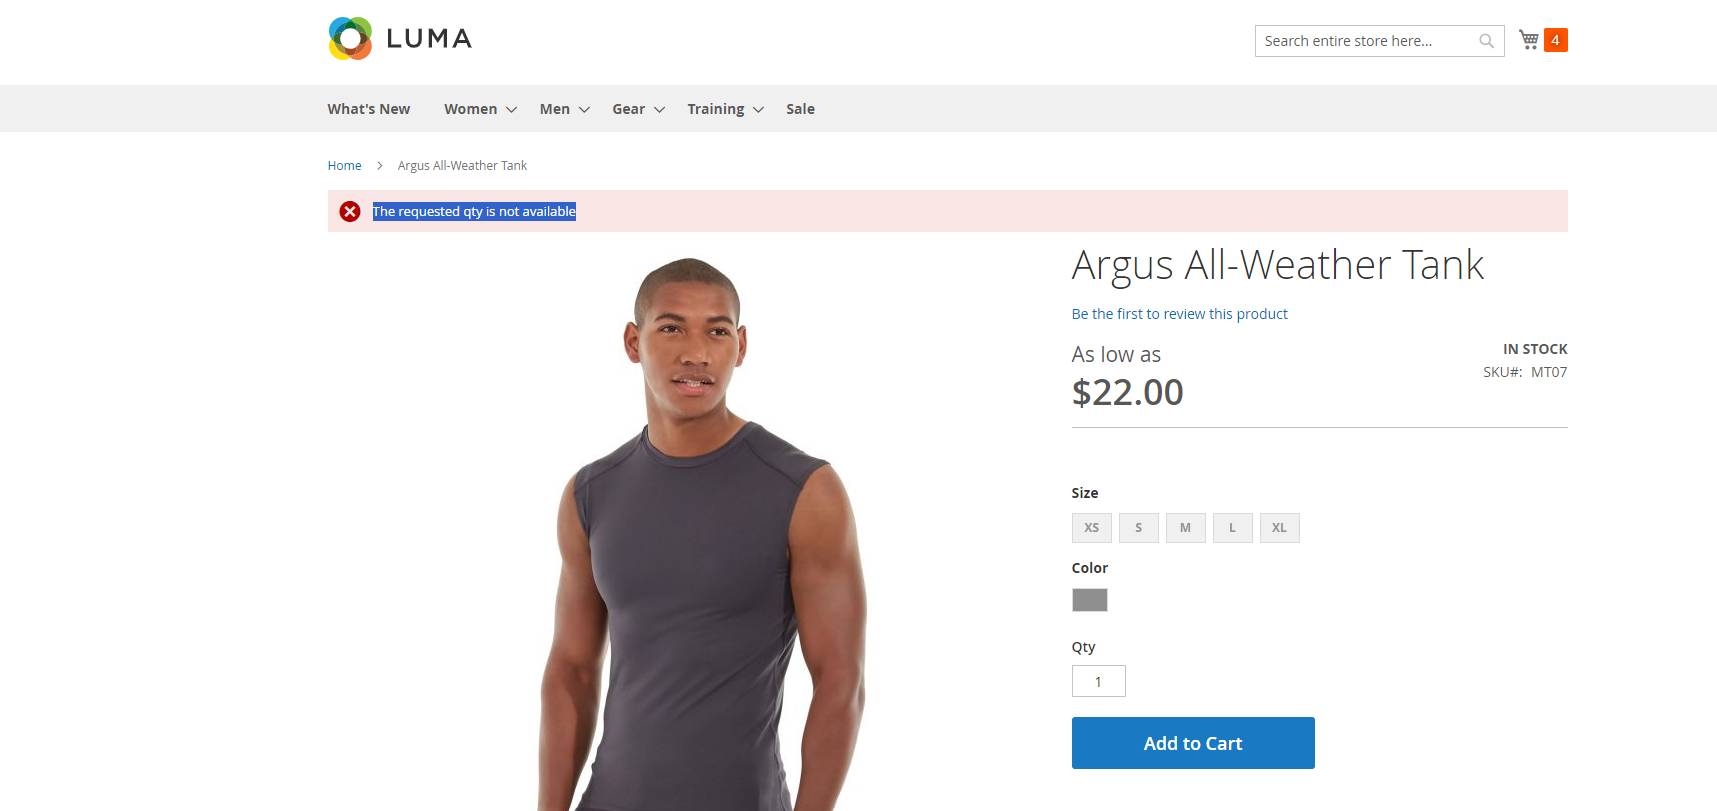 LUMA
Search entire store here...
4
What's New Women Men Gear Training Sale
Home Argus All-Weather Tank
The requested qty is not available
Argus All-Weather Tank
Be the first to review this product
As low as
$22.00
IN STOCK
SKU#: MT07
Size
XS S M L XL
Color
Qty
1
Add to Cart